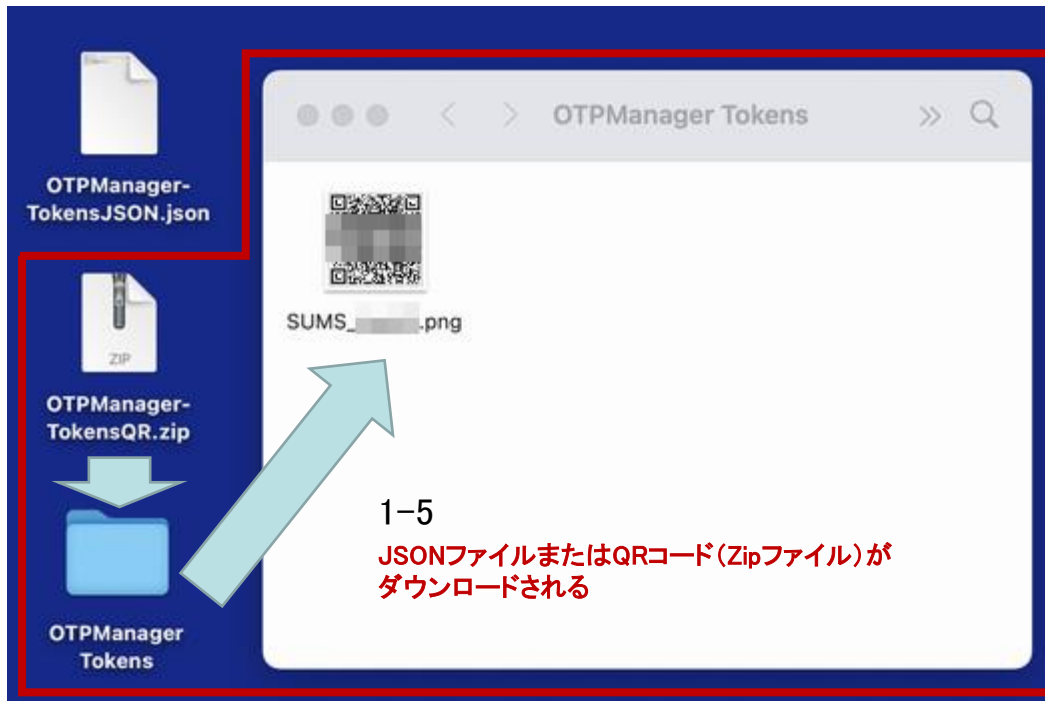 OTPManager-
TokensJSON.json
OTPManager Tokens
SUMS_ .png
ZIP
OTPManager-
TokensQR.zip
1-5
JSONファイルまたはQRコード(Zipファイル)が
ダウンロードされる
OTPManager
Tokens